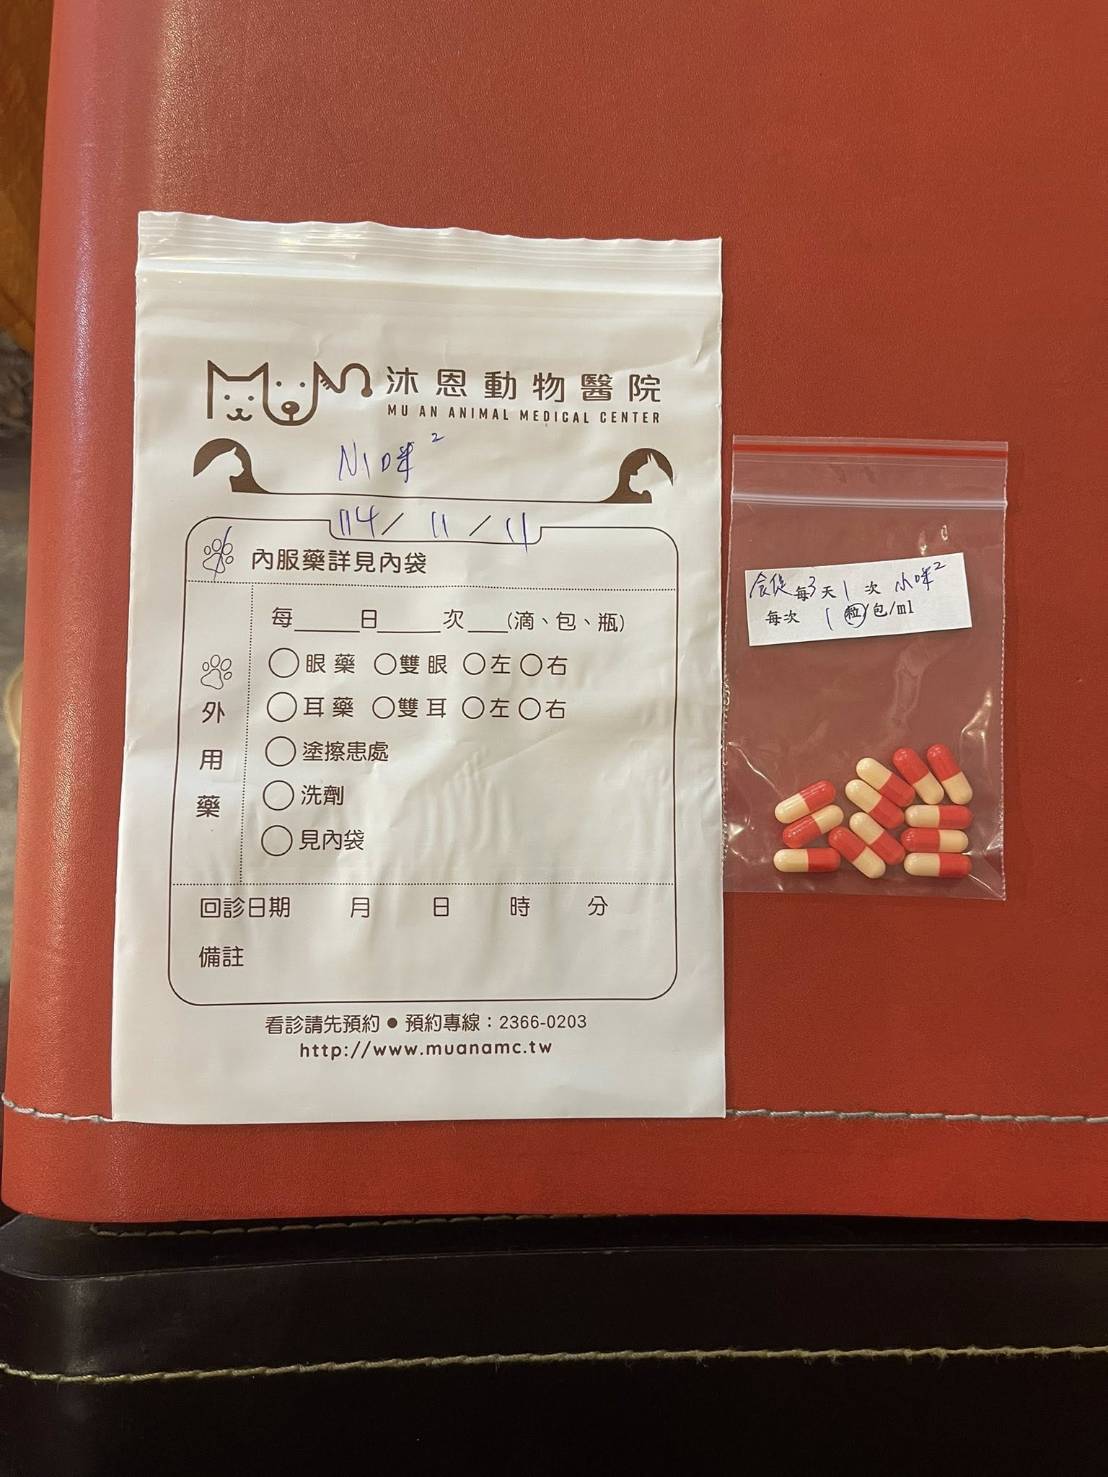 沐恩動物醫院
MU AN ANIMAL MEDICAL CENTER
小咪²
114/11/11
內服藥詳見內袋
每 日 次 (滴、包、瓶)
外用藥
眼藥 雙眼 左 右
耳藥 雙耳 左 右
塗擦患處
洗劑
見內袋
回診日期 月 日 時 分
備註
看診請先預約●預約專線：2366-0203
http://www.muanamc.tw
食促 每3天1次 小咪²
每次 1 粒/包/ml